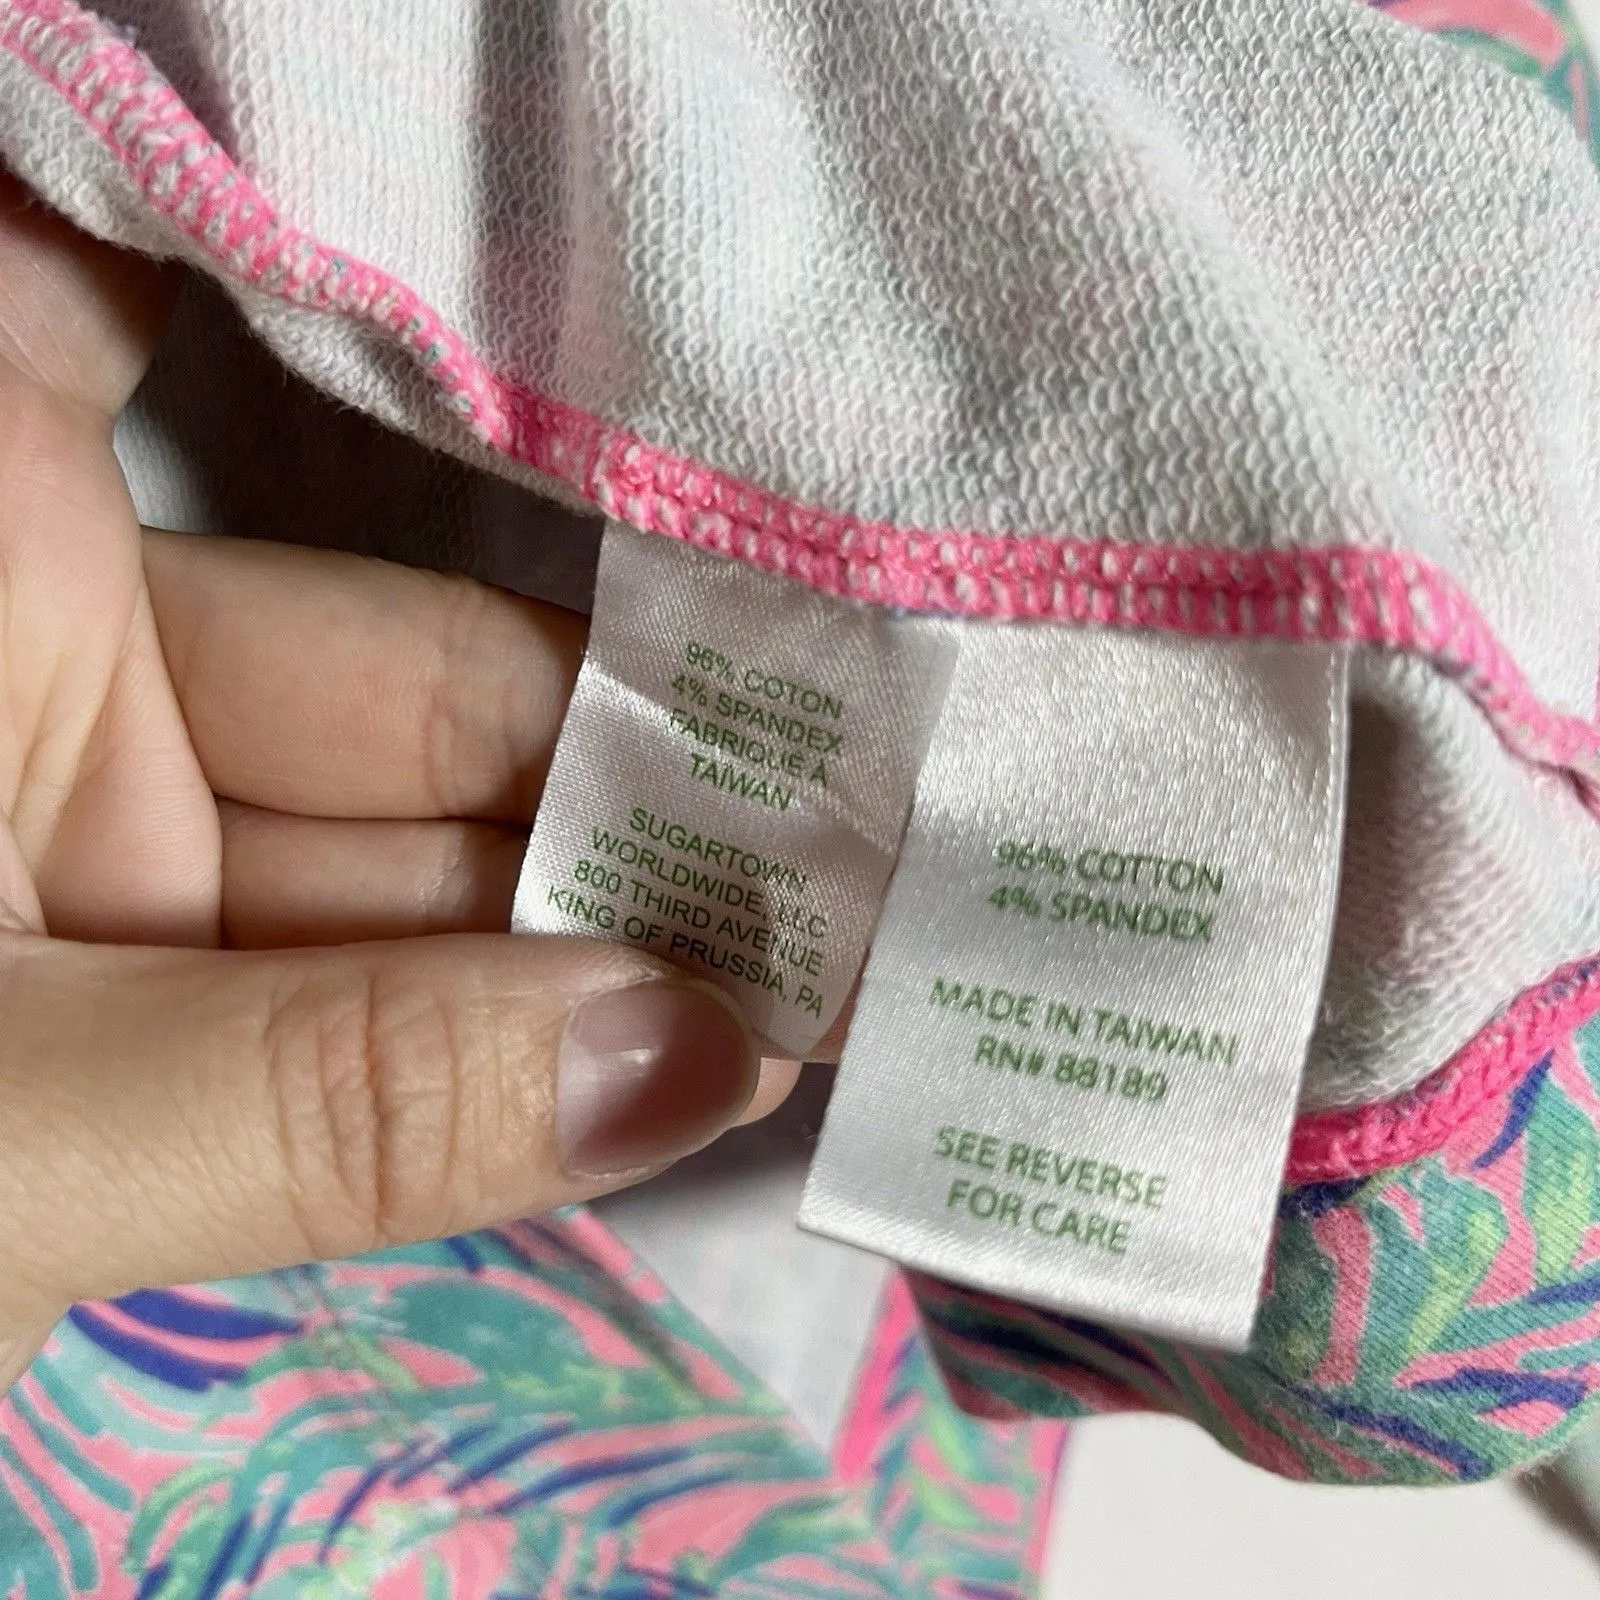 96% COTON
4% SPANDEX
FABRIQUE À
TAIWAN
SUGARTOWN
WORLDWIDE, LLC
800 THIRD AVENUE
KING OF PRUSSIA, PA
96% COTTON
4% SPANDEX
MADE IN TAIWAN
RN# 88189
SEE REVERSE
FOR CARE